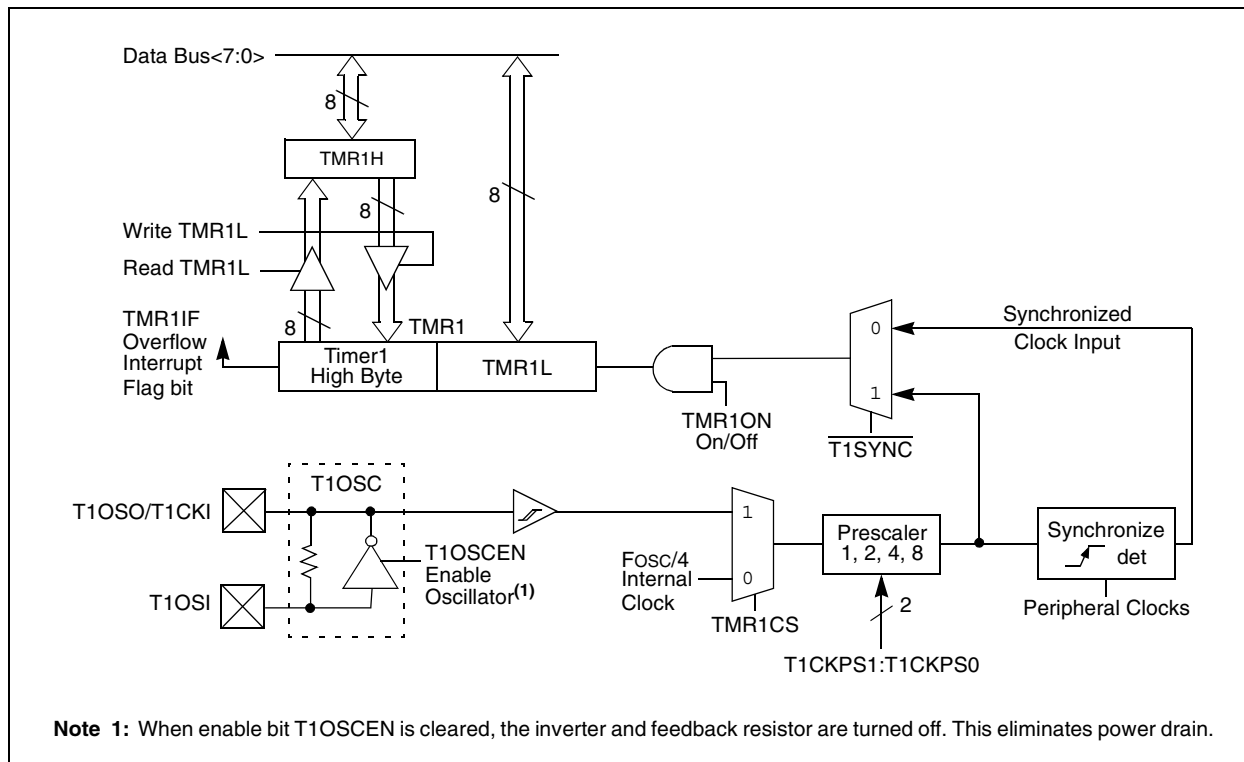 Data Bus<7:0>
8
TMR1H
8
8
Write TMR1L
Read TMR1L
8
TMR1IF
Overflow
Interrupt
Flag bit
TMR1
Timer1
High Byte
TMR1L
TMR1ON
On/Off
0
1
T1SYNC
Synchronized
Clock Input
T1OSC
T1OSO/T1CKI
T1OSI
T1OSCEN
Enable
Oscillator(1)
FOSC/4
Internal
Clock
1
0
TMR1CS
Prescaler
1, 2, 4, 8
2
T1CKPS1:T1CKPS0
Synchronize
det
Peripheral Clocks
Note 1: When enable bit T1OSCEN is cleared, the inverter and feedback resistor are turned off. This eliminates power drain.